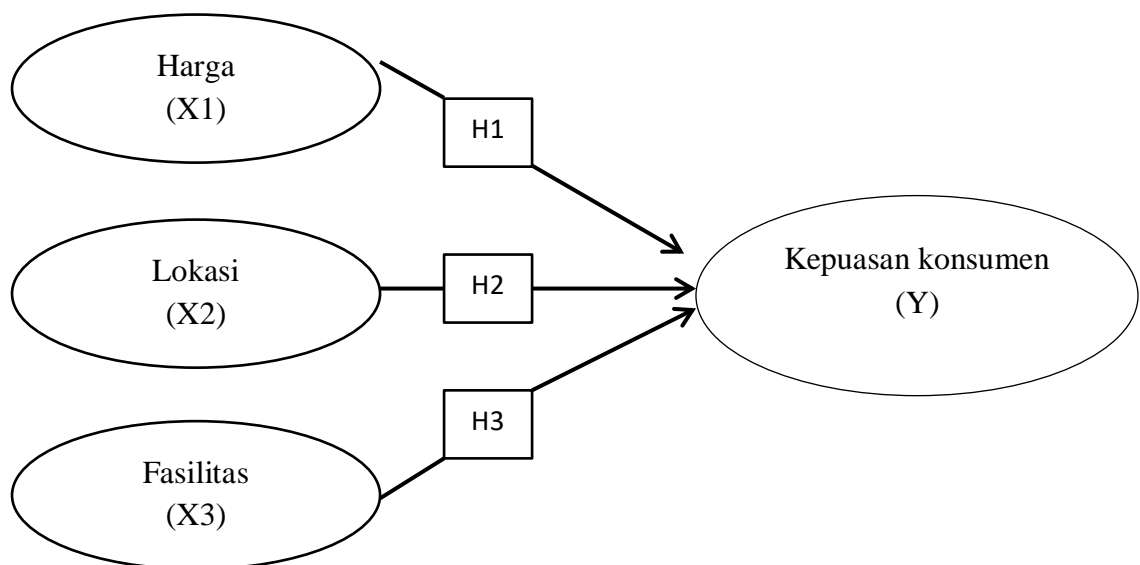 Harga
(X1)
H1
Lokasi
(X2)
H2
Kepuasan konsumen
(Y)
H3
Fasilitas
(X3)